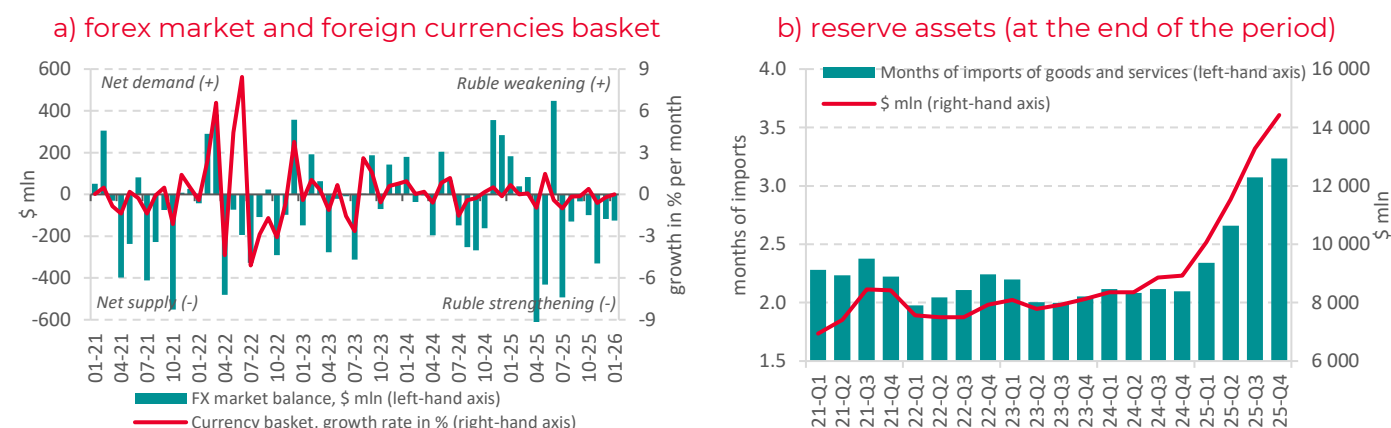 a) forex market and foreign currencies basket
600
400
200
0
-200
-400
-600
$ mln
Net demand (+)
Ruble weakening (+)
Net supply (-)
Ruble strengthening (-)
9
6
3
0
-3
-6
-9
growth in % per month
01-21
04-21
07-21
10-21
01-22
04-22
07-22
10-22
01-23
04-23
07-23
10-23
01-24
04-24
07-24
10-24
01-25
04-25
07-25
10-25
01-26
FX market balance, $ mln (left-hand axis)
Currency basket, growth rate in % (right-hand axis)
b) reserve assets (at the end of the period)
4.0
3.5
3.0
2.5
2.0
1.5
months of imports
Months of imports of goods and services (left-hand axis)
$ mln (right-hand axis)
16 000
14 000
12 000
10 000
8 000
6 000
$ mln
21-Q1
21-Q2
21-Q3
21-Q4
22-Q1
22-Q2
22-Q3
22-Q4
23-Q1
23-Q2
23-Q3
23-Q4
24-Q1
24-Q2
24-Q3
24-Q4
25-Q1
25-Q2
25-Q3
25-Q4